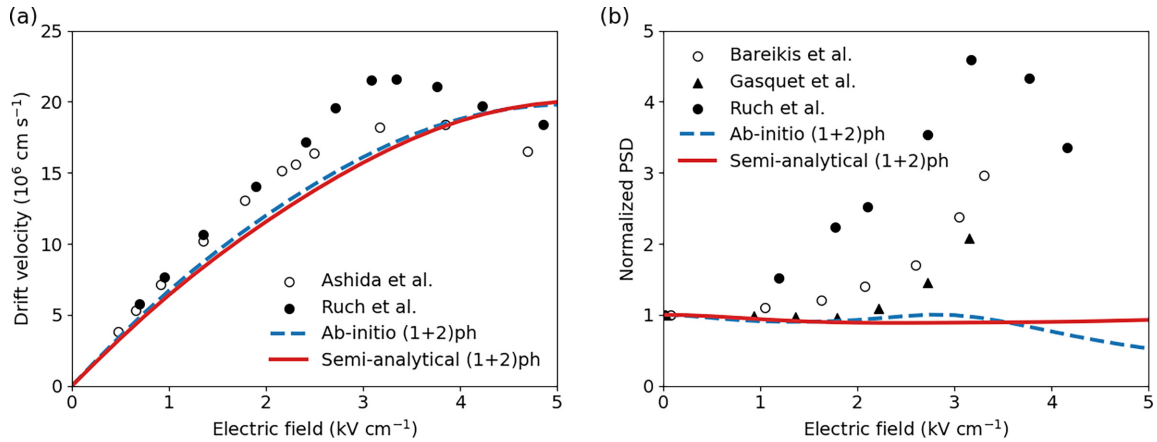 (a)
25
20
15
10
5
0
Drift velocity (10⁶ cm s⁻¹)
Ashida et al.
Ruch et al.
Ab-initio (1+2)ph
Semi-analytical (1+2)ph
0 1 2 3 4 5
Electric field (kV cm⁻¹)
(b)
5
4
3
2
1
0
Normalized PSD
Bareikis et al.
Gasquet et al.
Ruch et al.
Ab-initio (1+2)ph
Semi-analytical (1+2)ph
0 1 2 3 4 5
Electric field (kV cm⁻¹)